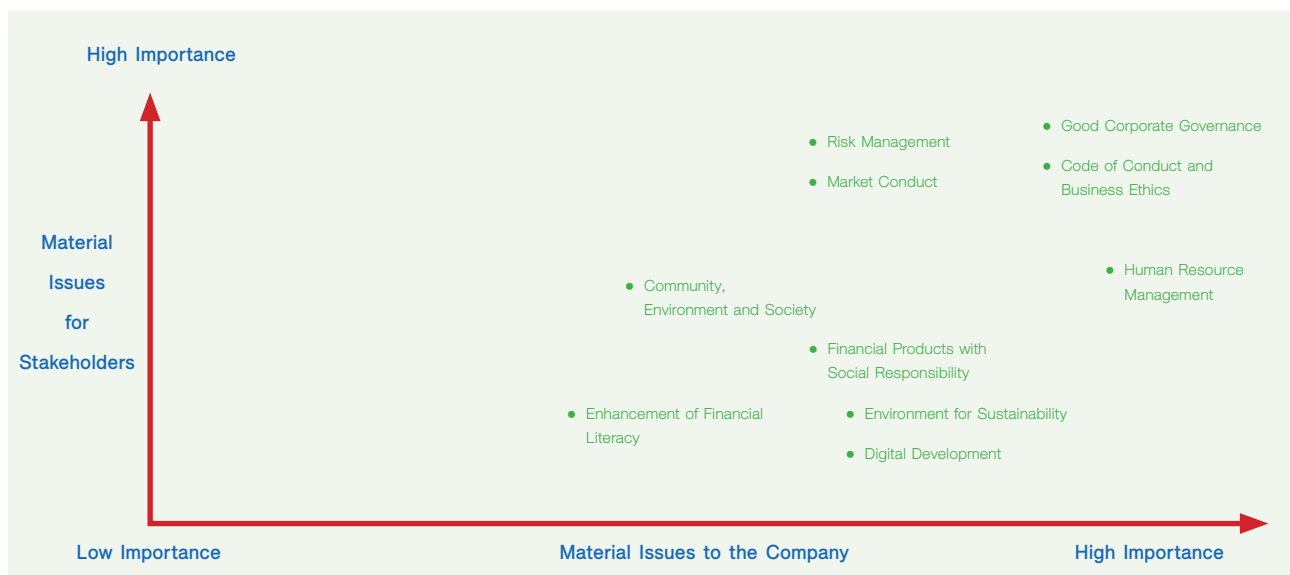 High Importance
• Good Corporate Governance
• Risk Management
• Code of Conduct and
Business Ethics
• Market Conduct
Material
Issues
for
Stakeholders
• Human Resource
Management
• Community,
Environment and Society
• Financial Products with
Social Responsibility
• Enhancement of Financial
Literacy
• Environment for Sustainability
• Digital Development
Low Importance
Material Issues to the Company
High Importance